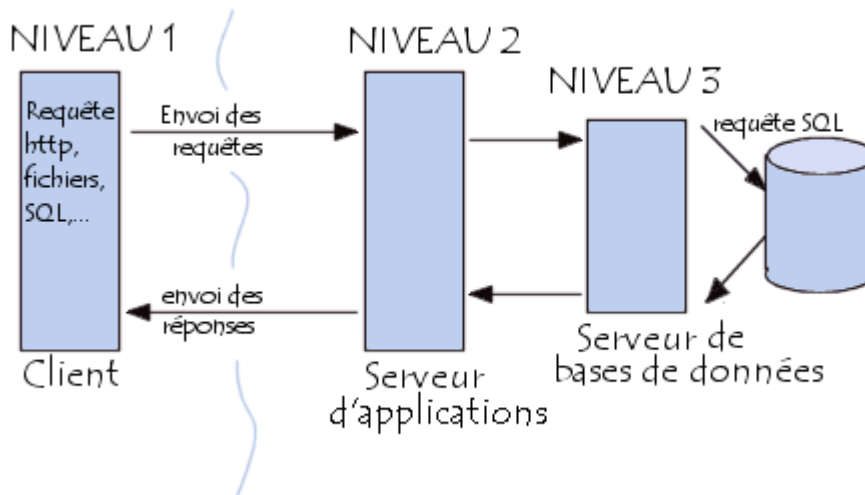 NIVEAU 1
Requête
http,
fichiers,
SQL,...
Client
Envoi des
requêtes
envoi des
réponses
NIVEAU 2
Serveur
d'applications
NIVEAU 3
Serveur de
bases de données
requête SQL